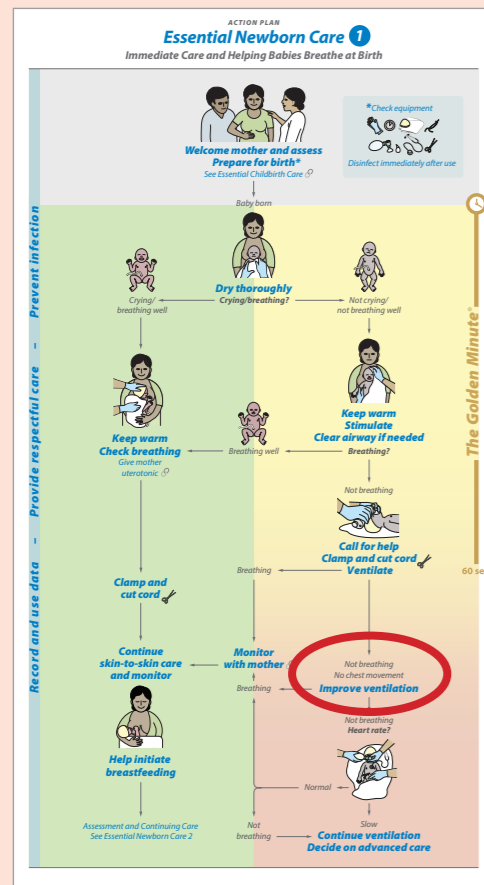 ACTION PLAN
Essential Newborn Care 1
Immediate Care and Helping Babies Breathe at Birth
*Check equipment
Disinfect immediately after use
Welcome mother and assess
Prepare for birth*
See Essential Childbirth Care
Baby born
Dry thoroughly
Crying/breathing?
Crying/
breathing well
Not crying/
not breathing well
Keep warm
Check breathing
Give mother
uterotonic
Breathing well
Keep warm
Stimulate
Clear airway if needed
Breathing?
Not breathing
Call for help
Clamp and cut cord
Ventilate
Breathing
Clamp and
cut cord
Continue
skin-to-skin care
and monitor
Monitor
with mother
Not breathing
No chest movement
Breathing
Improve ventilation
Not breathing
Heart rate?
Help initiate
breastfeeding
Normal
Assessment and Continuing Care
See Essential Newborn Care 2
Not
breathing
Slow
Continue ventilation
Decide on advanced care
Record and use data – Provide respectful care – Prevent infection
The Golden Minute®
60 se